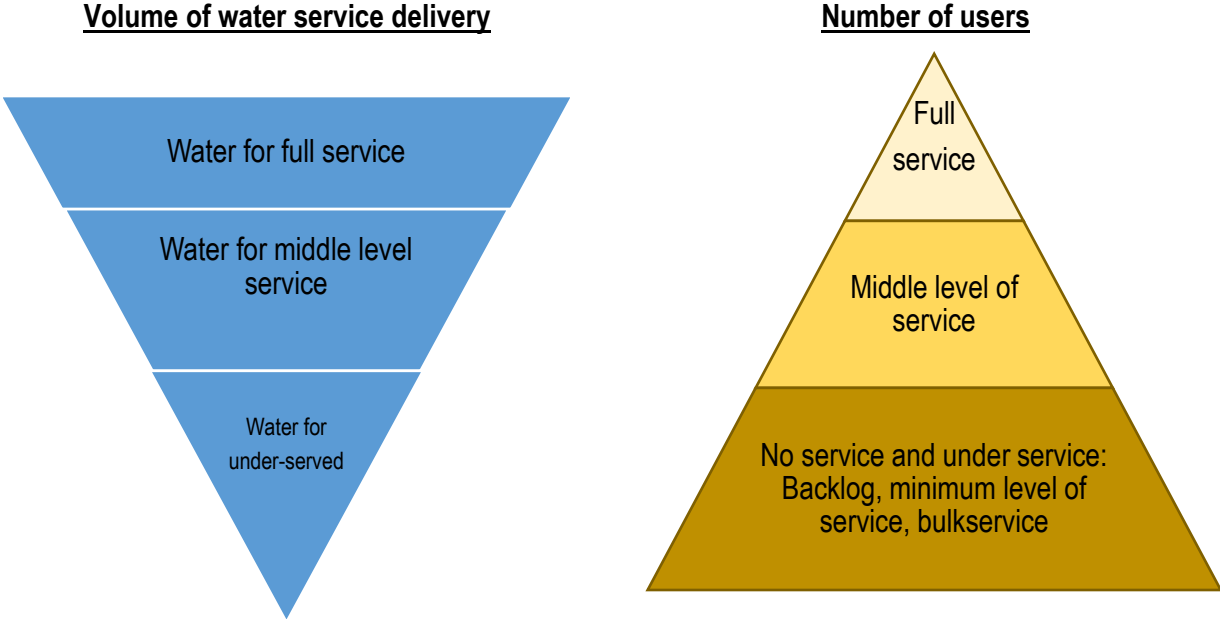 Volume of water service delivery
Water for full service
Water for middle level
service
Water for
under-served
Number of users
Full
service
Middle level of
service
No service and under service:
Backlog, minimum level of
service, bulkservice